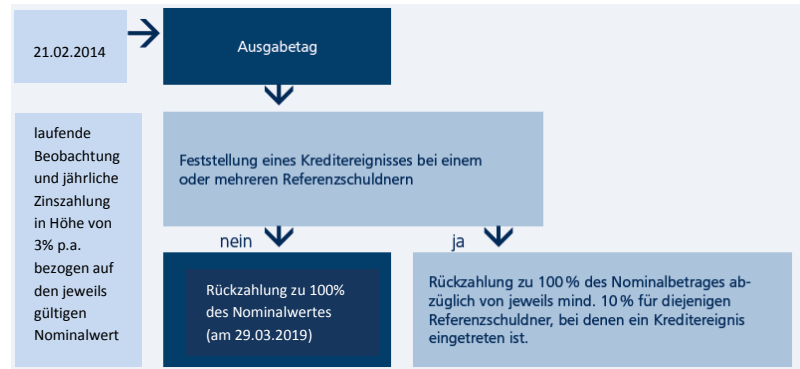 21.02.2014
Ausgabetag
laufende
Beobachtung
und jährliche
Zinszahlung
in Höhe von
3% p.a.
bezogen auf
den jeweils
gültigen
Nominalwert
Feststellung eines Kreditereignisses bei einem
oder mehreren Referenzschuldnern
nein
ja
Rückzahlung zu 100%
des Nominalwertes
(am 29.03.2019)
Rückzahlung zu 100 % des Nominalbetrages ab-
züglich von jeweils mind. 10 % für diejenigen
Referenzschuldner, bei denen ein Kreditereignis
eingetreten ist.